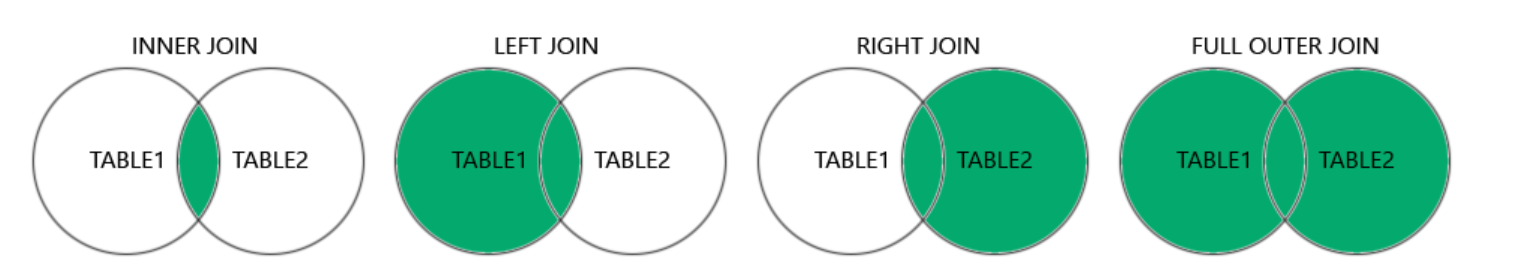 INNER JOIN
TABLE1 TABLE2
LEFT JOIN
TABLE1 TABLE2
RIGHT JOIN
TABLE1 TABLE2
FULL OUTER JOIN
TABLE1 TABLE2